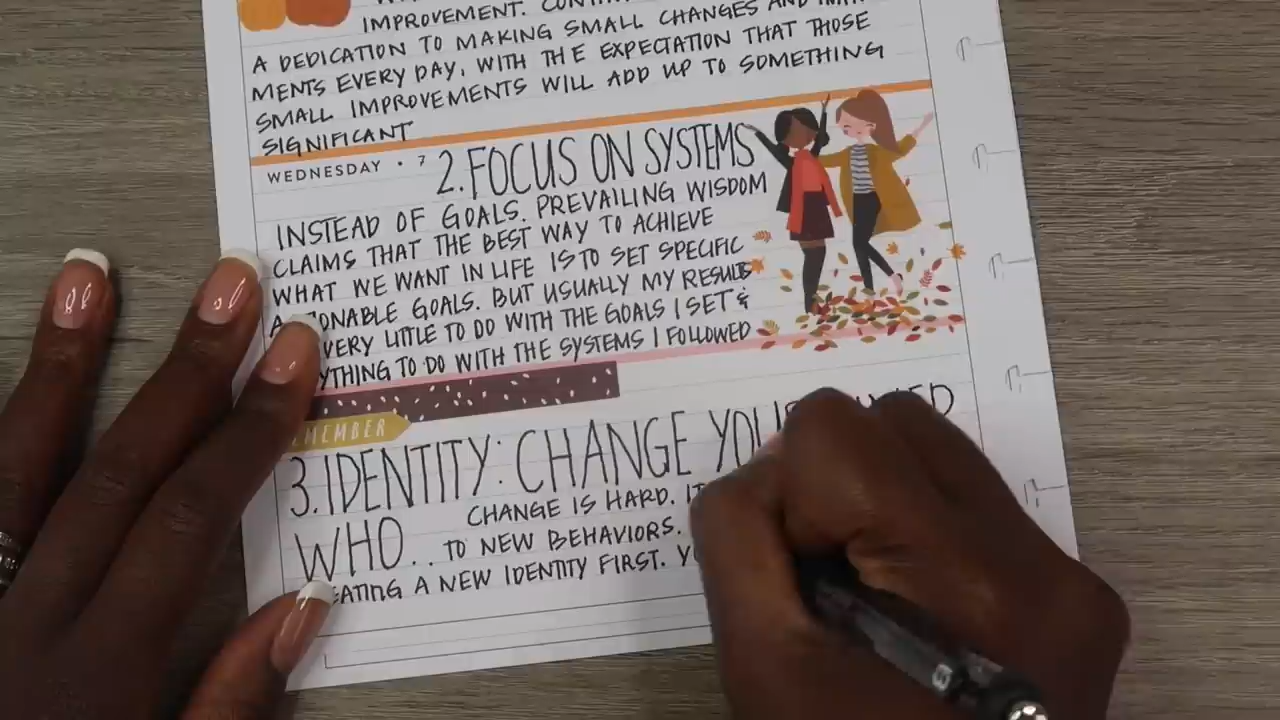 IMPROVEMENT.
A DEDICATION TO MAKING SMALL CHANGES AND
MENTS EVERY DAY, WITH THE EXPECTATION THAT THOSE
SMALL IMPROVEMENTS WILL ADD UP TO SOMETHING
SIGNIFICANT
WEDNESDAY • 7
2. FOCUS ON SYSTEMS
INSTEAD OF GOALS. PREVAILING WISDOM
CLAIMS THAT THE BEST WAY TO ACHIEVE
WHAT WE WANT IN LIFE IS TO SET SPECIFIC
GOALS. BUT USUALLY MY RESULTS
VERY LITTLE TO DO WITH THE GOALS I SET &
YTHING TO DO WITH THE SYSTEMS I FOLLOWED
EMEMBER
3. IDENTITY: CHANGE
WHO.. CHANGE IS HARD.
TO NEW BEHAVIORS.
EATING A NEW IDENTITY FIRST.